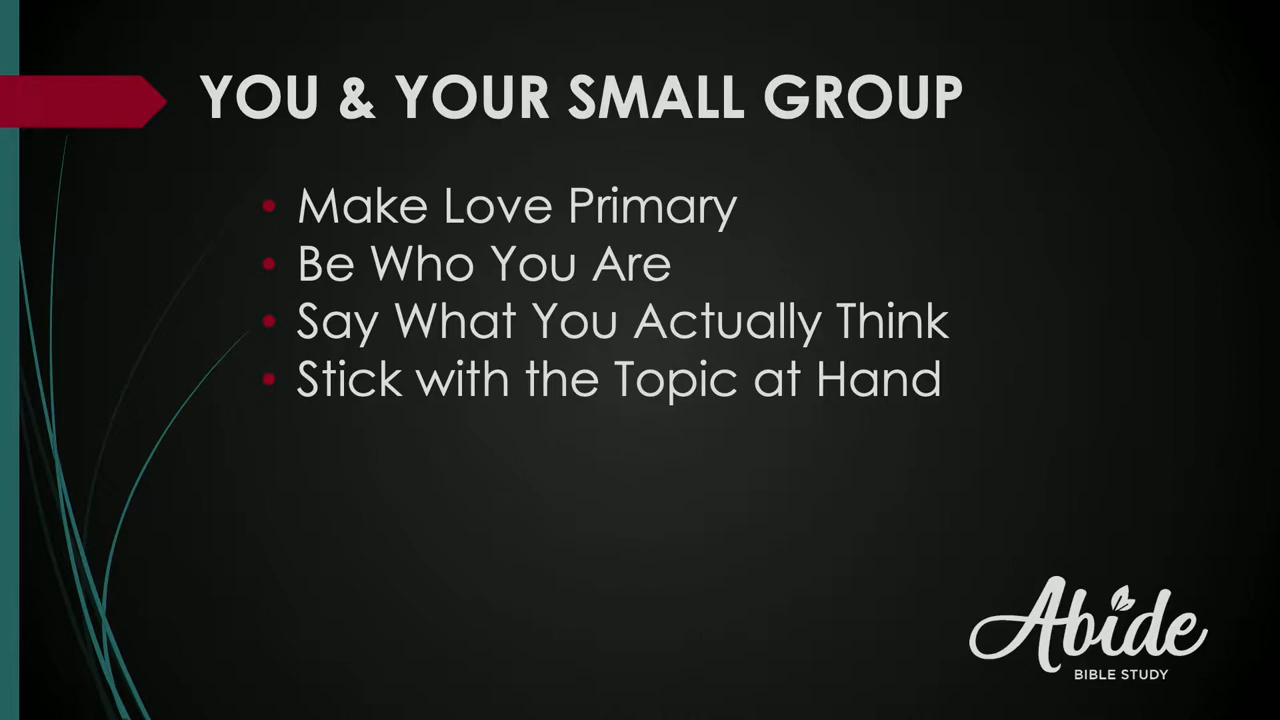 YOU & YOUR SMALL GROUP
• Make Love Primary
• Be Who You Are
• Say What You Actually Think
• Stick with the Topic at Hand
Abide
BIBLE STUDY